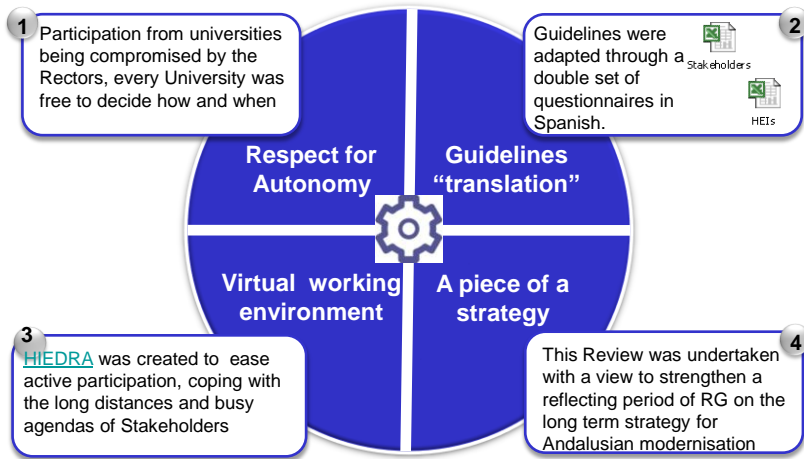 1
Participation from universities
being compromised by the
Rectors, every University was
free to decide how and when
2
Guidelines were
adapted through a
double set of
questionnaires in
Spanish.
Stakeholders
HEIs
Respect for
Autonomy
Guidelines
“translation”
Virtual working
environment
A piece of a
strategy
3
HIEDRA was created to ease
active participation, coping with
the long distances and busy
agendas of Stakeholders
4
This Review was undertaken
with a view to strengthen a
reflecting period of RG on the
long term strategy for
Andalusian modernisation